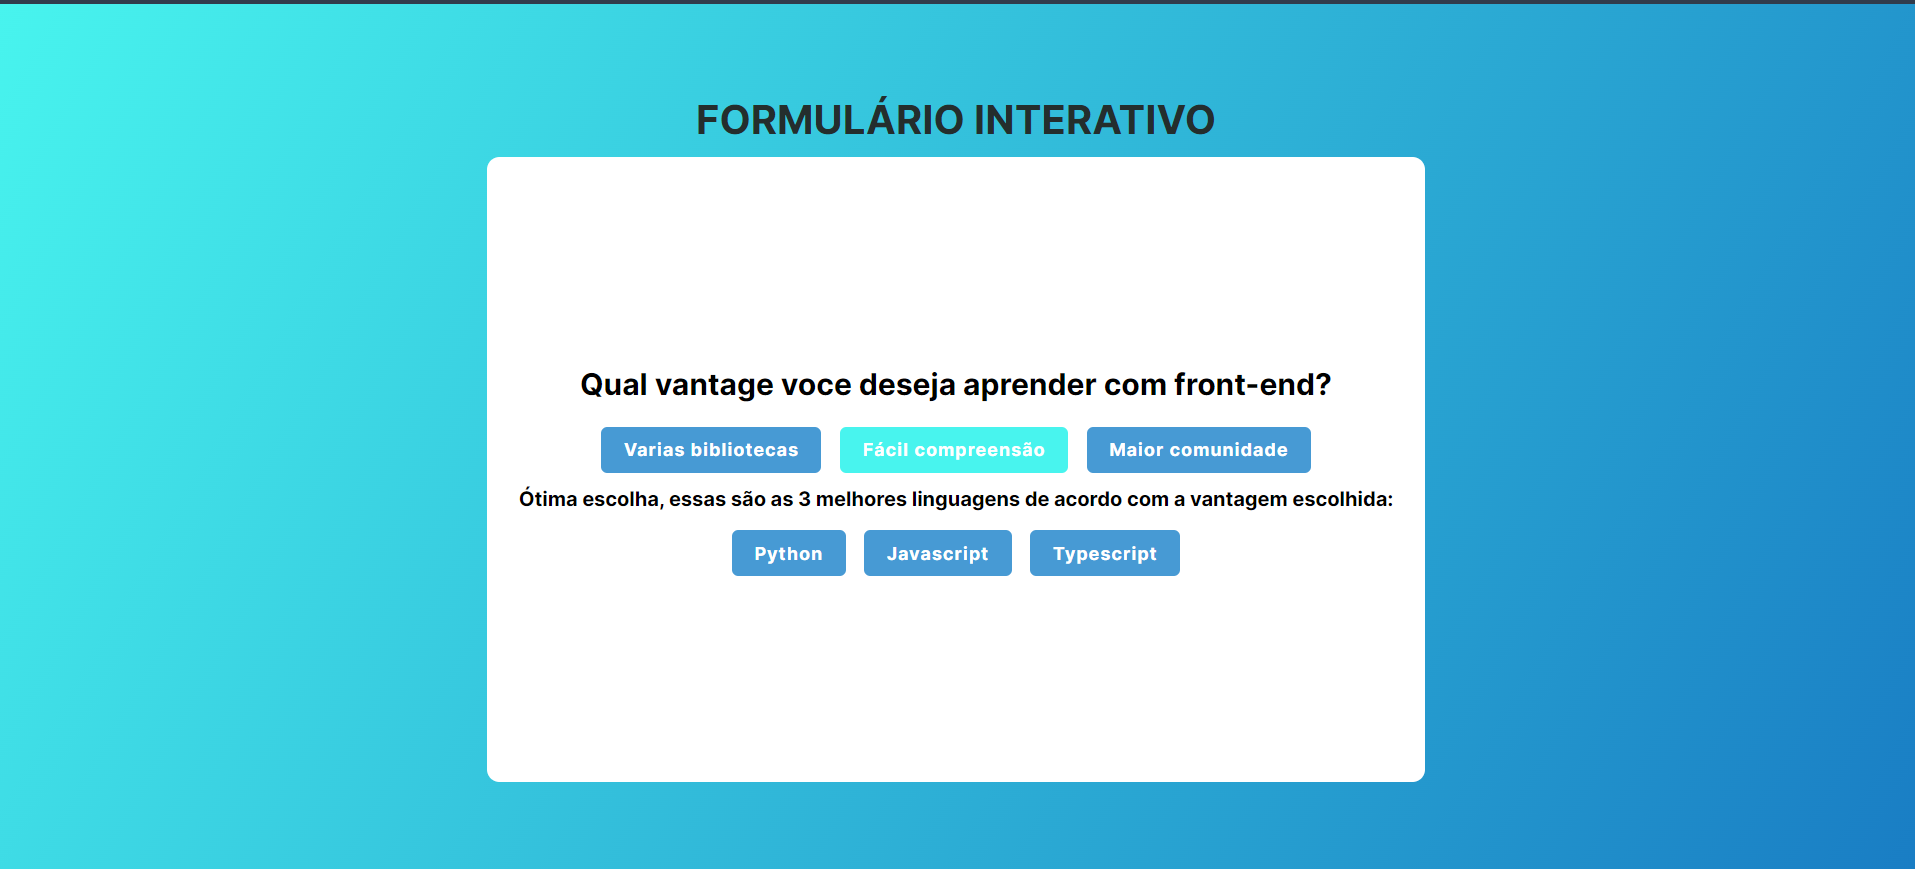 FORMULÁRIO INTERATIVO
Qual vantage voce deseja aprender com front-end?
Varias bibliotecas Fácil compreensão Maior comunidade
Ótima escolha, essas são as 3 melhores linguagens de acordo com a vantagem escolhida:
Python Javascript Typescript